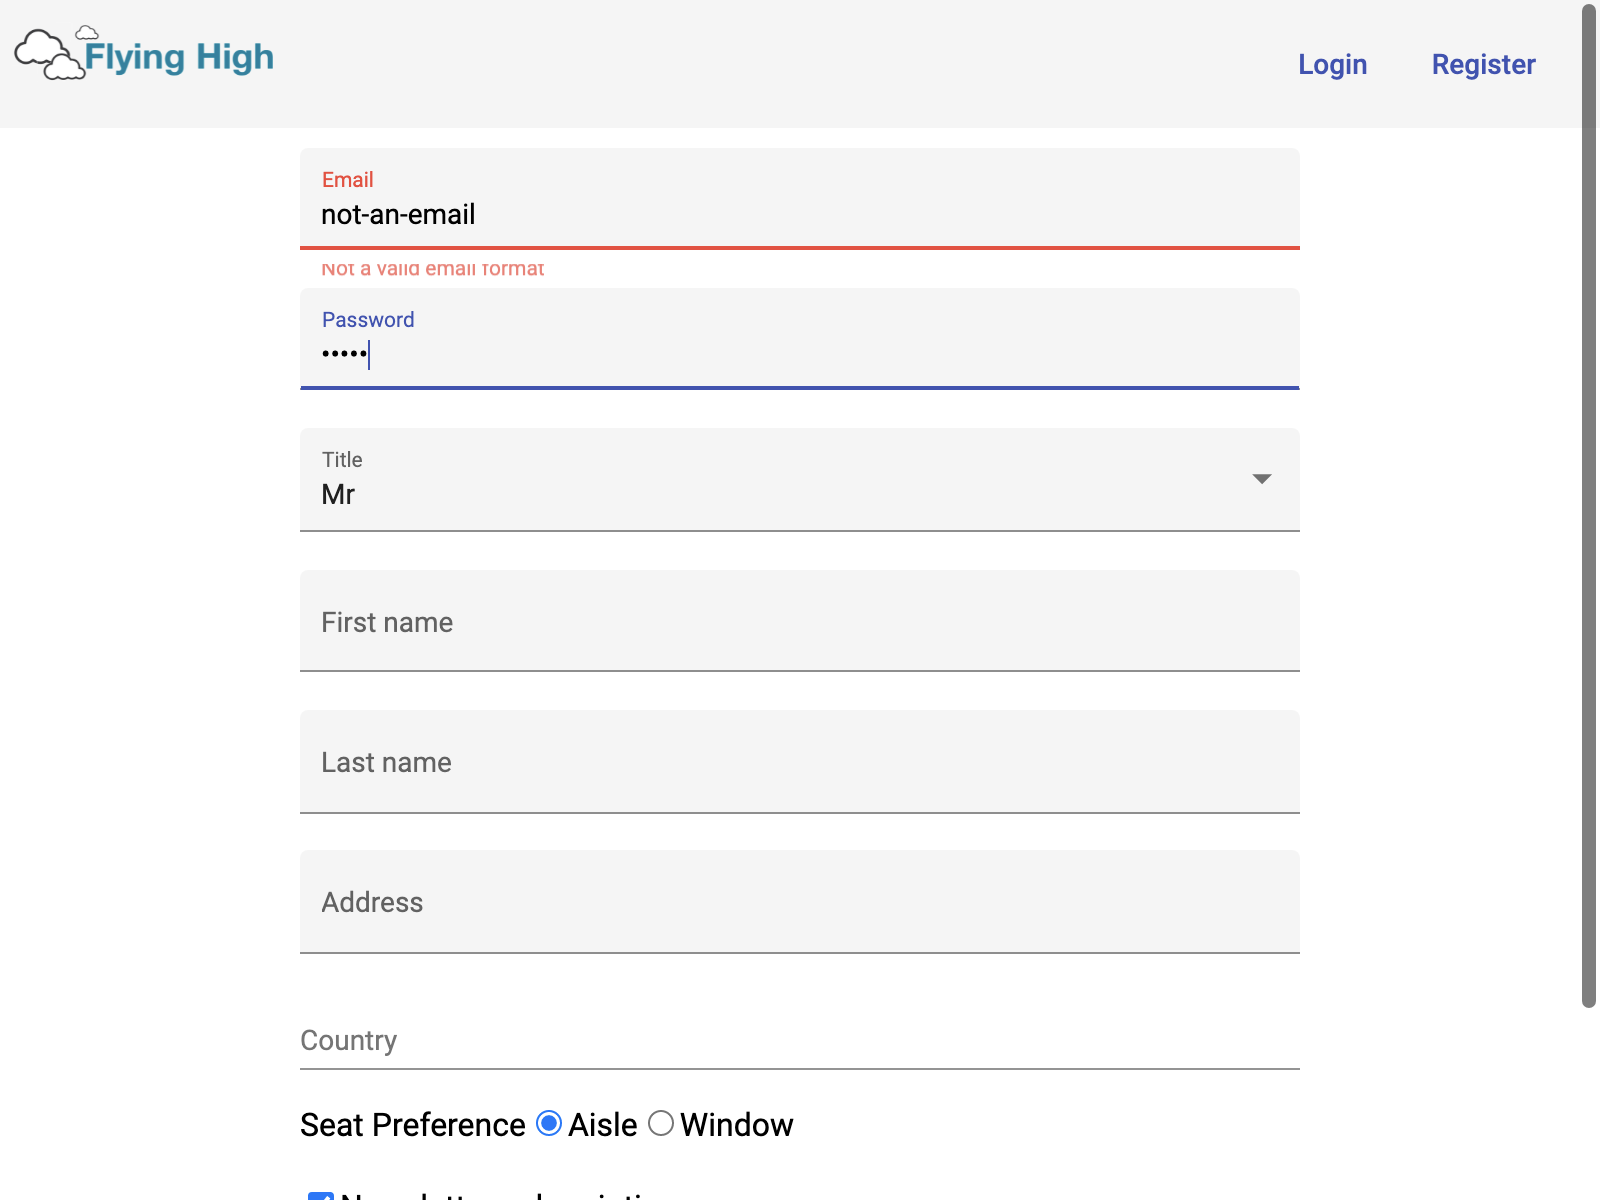 Flying High
Login Register
Email
not-an-email
Not a valid email format
Password
•••••
Title
Mr
First name
Last name
Address
Country
Seat Preference Aisle Window